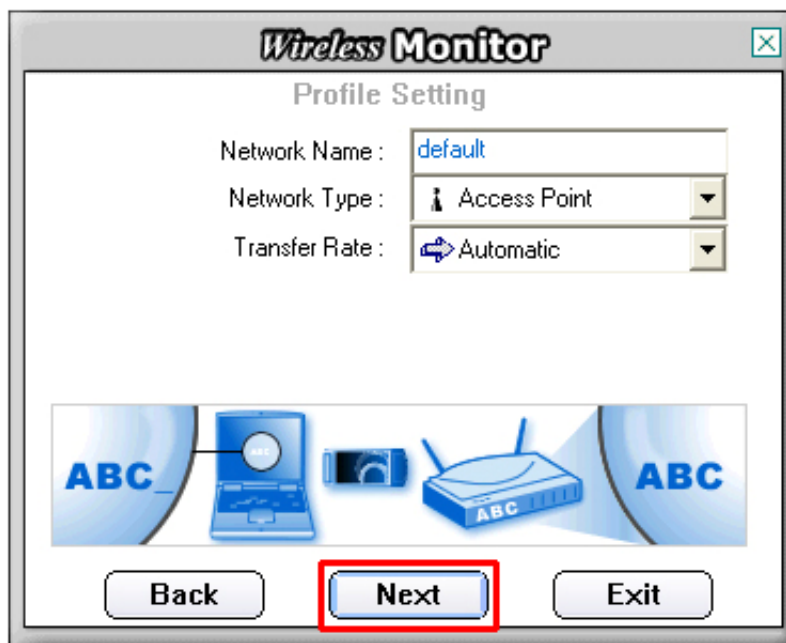 Wireless Monitor
Profile Setting
Network Name : default
Network Type : Access Point
Transfer Rate : Automatic
ABC_ ABC ABC ABC
Back Next Exit